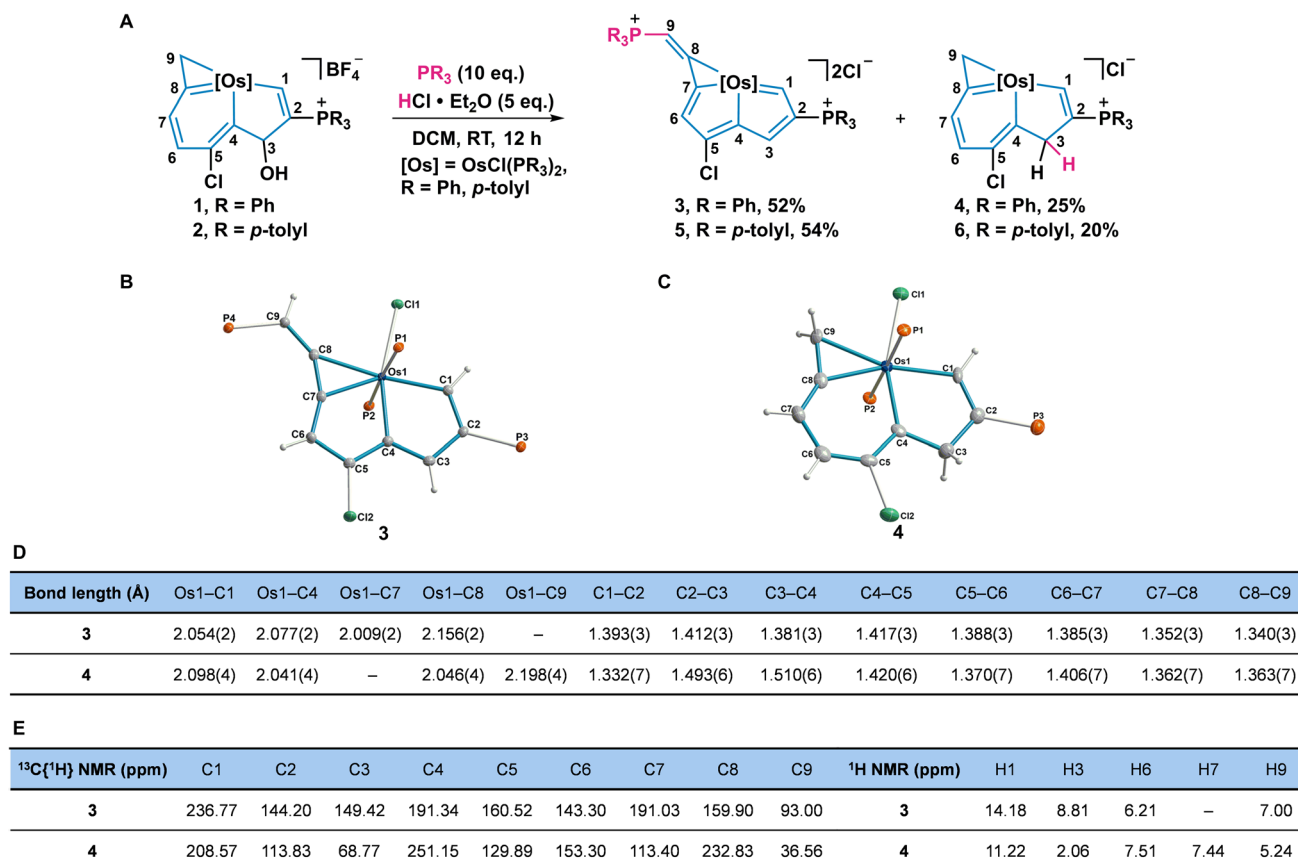 A
9
8
7
6
5
4
3
2
1
[Os]
Cl
OH
+
PR3
]BF4−
1, R = Ph
2, R = p-tolyl
PR3 (10 eq.)
HCl • Et2O (5 eq.)
DCM, RT, 12 h
[Os] = OsCl(PR3)2,
R = Ph, p-tolyl
+
R3P
9
8
7
6
5
4
3
2
1
[Os]
Cl
+
PR3
]2Cl−
3, R = Ph, 52%
5, R = p-tolyl, 54%
+
9
8
7
6
5
4
3
2
1
[Os]
Cl
H
H
+
PR3
]Cl−
4, R = Ph, 25%
6, R = p-tolyl, 20%
B
P4
C9
Cl1
C8
P1
Os1
C1
C7
P2
C2
P3
C6
C4
C3
C5
Cl2
3
C
Cl1
C9
P1
Os1
C1
C8
P2
C2
P3
C7
C4
C3
C6
C5
Cl2
4
D
Bond length (Å) Os1–C1 Os1–C4 Os1–C7 Os1–C8 Os1–C9 C1–C2 C2–C3 C3–C4 C4–C5 C5–C6 C6–C7 C7–C8 C8–C9
3 2.054(2) 2.077(2) 2.009(2) 2.156(2) – 1.393(3) 1.412(3) 1.381(3) 1.417(3) 1.388(3) 1.385(3) 1.352(3) 1.340(3)
4 2.098(4) 2.041(4) – 2.046(4) 2.198(4) 1.332(7) 1.493(6) 1.510(6) 1.420(6) 1.370(7) 1.406(7) 1.362(7) 1.363(7)
E
13C{1H} NMR (ppm) C1 C2 C3 C4 C5 C6 C7 C8 C9 1H NMR (ppm) H1 H3 H6 H7 H9
3 236.77 144.20 149.42 191.34 160.52 143.30 191.03 159.90 93.00 3 14.18 8.81 6.21 – 7.00
4 208.57 113.83 68.77 251.15 129.89 153.30 113.40 232.83 36.56 4 11.22 2.06 7.51 7.44 5.24